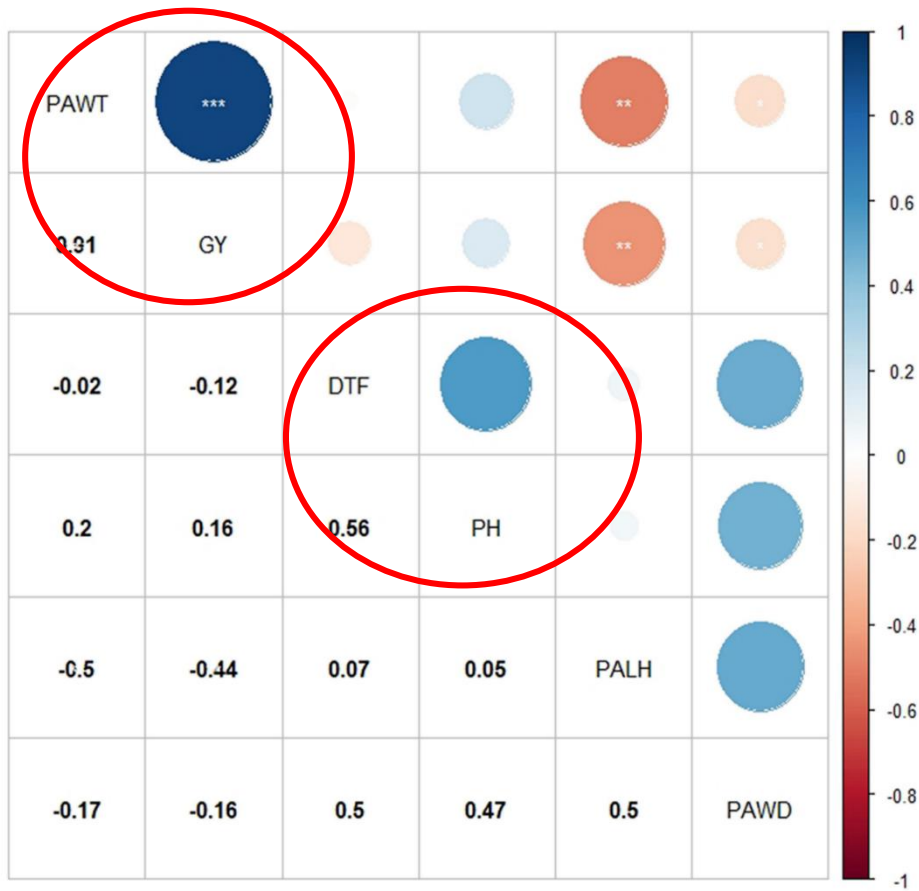 PAWT *** ** *
0.91 GY ** *
-0.02 -0.12 DTF
0.2 0.16 0.56 PH
-0.5 -0.44 0.07 0.05 PALH
-0.17 -0.16 0.5 0.47 0.5 PAWD
1
0.8
0.6
0.4
0.2
0
-0.2
-0.4
-0.6
-0.8
-1